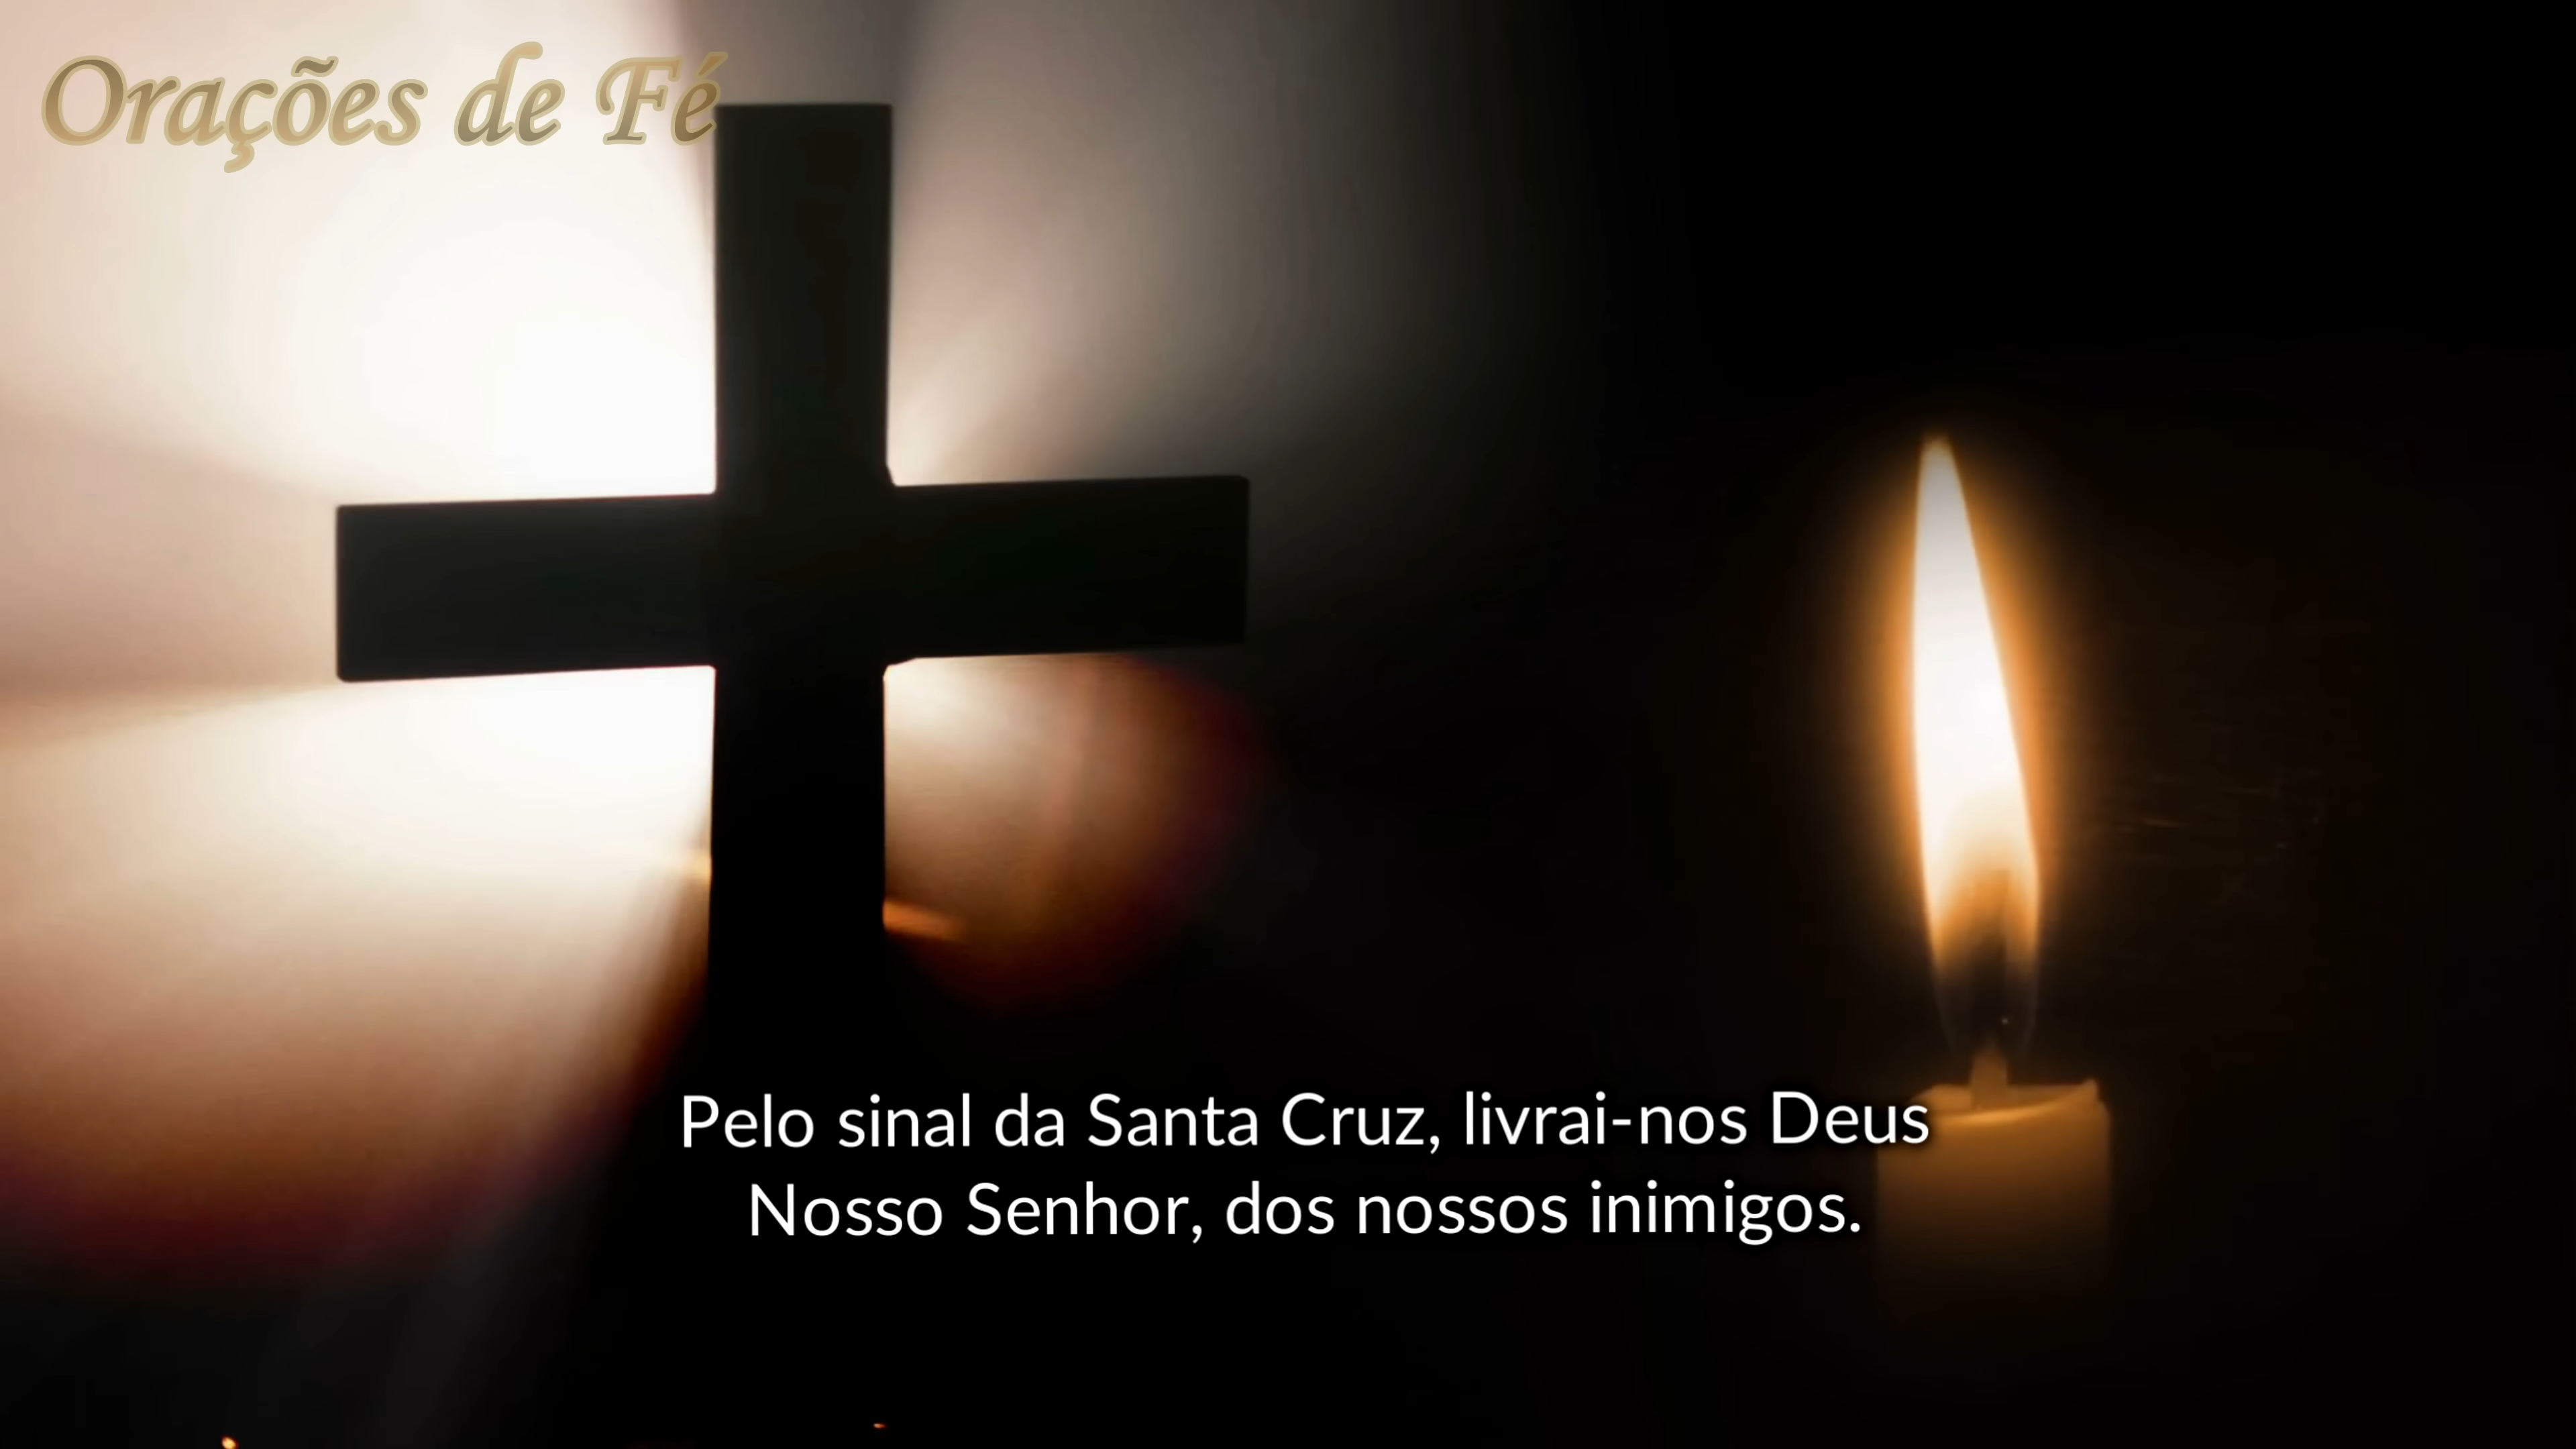 Orações de Fé
Pelo sinal da Santa Cruz, livrai-nos Deus
Nosso Senhor, dos nossos inimigos.